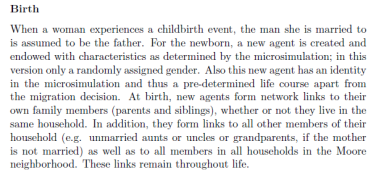 Birth
When a woman experiences a childbirth event, the man she is married to
is assumed to be the father. For the newborn, a new agent is created and
endowed with characteristics as determined by the microsimulation; in this
version only a randomly assigned gender. Also this new agent has an identity
in the microsimulation and thus a pre-determined life course apart from
the migration decision. At birth, new agents form network links to their
own family members (parents and siblings), whether or not they live in the
same household. In addition, they form links to all other members of their
household (e.g. unmarried aunts or uncles or grandparents, if the mother
is not married) as well as to all members in all households in the Moore
neighborhood. These links remain throughout life.